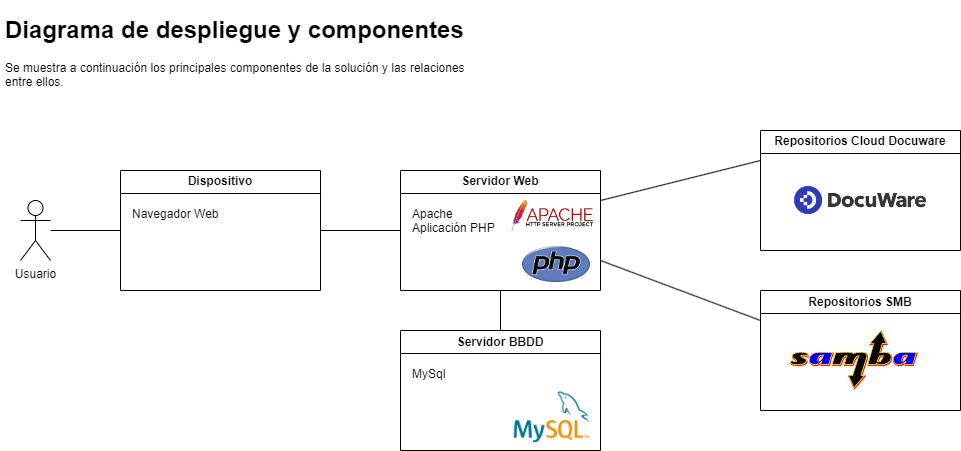 Diagrama de despliegue y componentes
Se muestra a continuación los principales componentes de la solución y las relaciones
entre ellos.
Usuario
Dispositivo
Navegador Web
Servidor Web
Apache
Aplicación PHP
APACHE
HTTP SERVER PROJECT
php
Servidor BBDD
MySql
MySQL
Repositorios Cloud Docuware
DocuWare
Repositorios SMB
samba